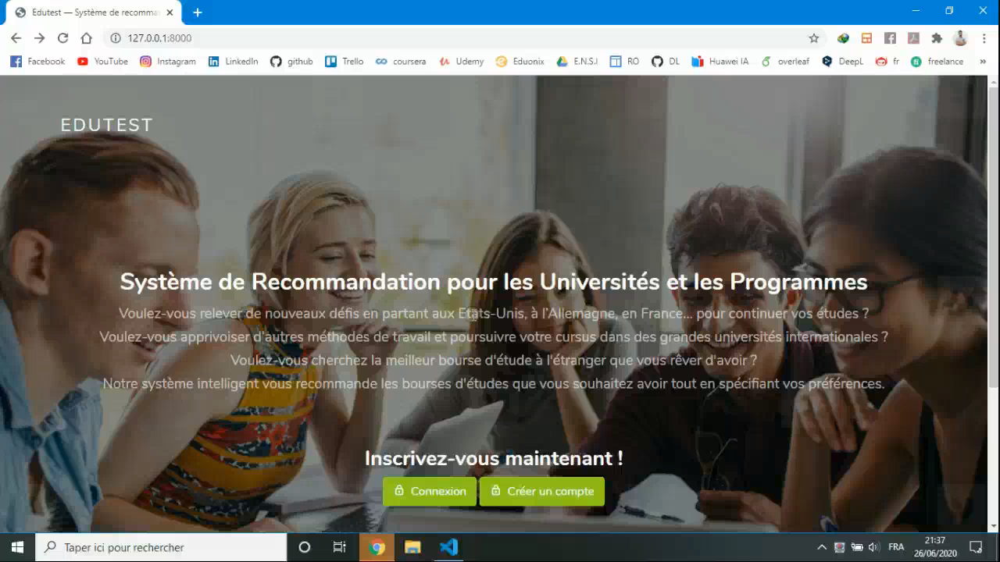 Edutest — Système de recomma
127.0.0.1:8000
Facebook YouTube Instagram LinkedIn github Trello coursera Udemy Eduonix E.N.S.I RO DL Huawei IA overleaf DeepL fr freelance »
EDUTEST
Système de Recommandation pour les Universités et les Programmes
Voulez-vous relever de nouveaux défis en partant aux Etats-Unis, à l'Allemagne, en France... pour continuer vos études ?
Voulez-vous apprivoiser d'autres méthodes de travail et poursuivre votre cursus dans des grandes universités internationales ?
Voulez-vous cherchez la meilleur bourse d'étude à l'étranger que vous rêver d'avoir ?
Notre système intelligent vous recommande les bourses d'études que vous souhaitez avoir tout en spécifiant vos préférences.
Inscrivez-vous maintenant !
Connexion Créer un compte
Taper ici pour rechercher
FRA
21:37
26/06/2020